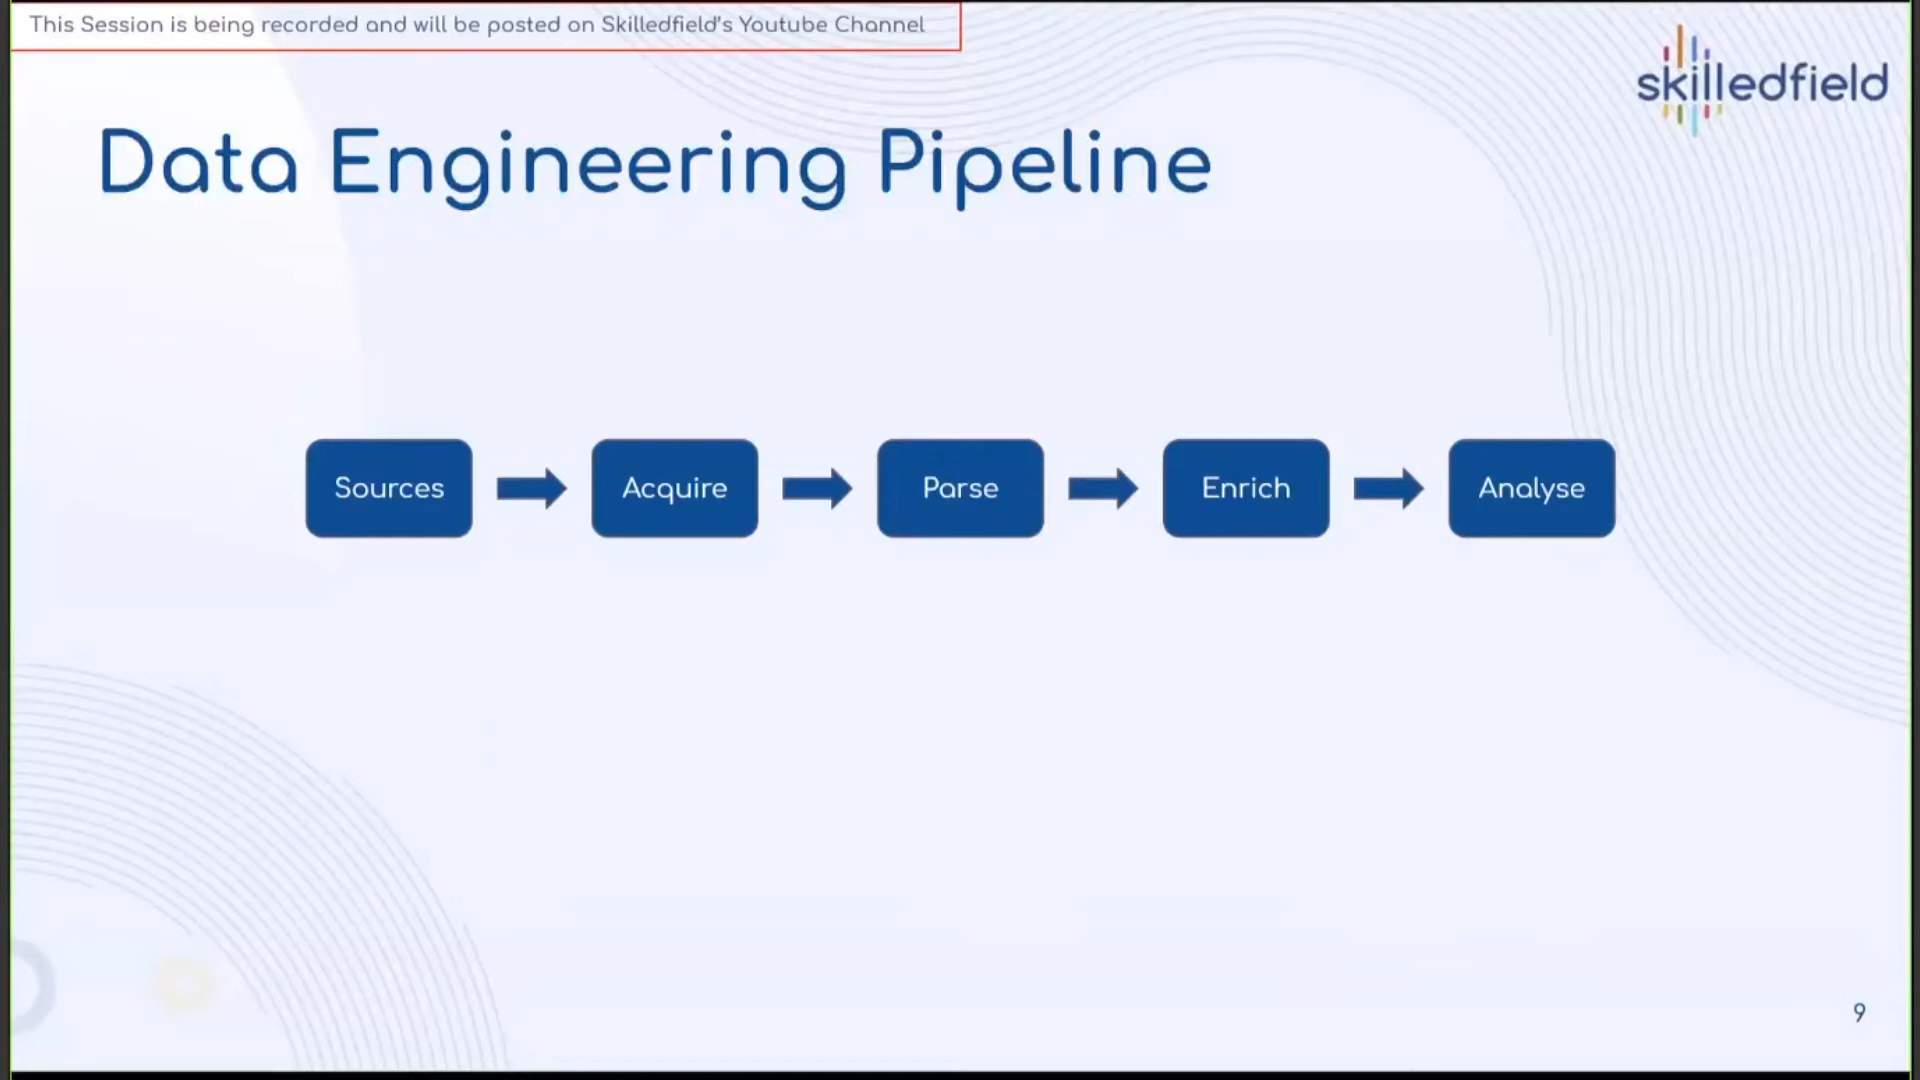 This Session is being recorded and will be posted on Skilledfield's Youtube Channel
skilledfield
Data Engineering Pipeline
Sources
Acquire
Parse
Enrich
Analyse
9